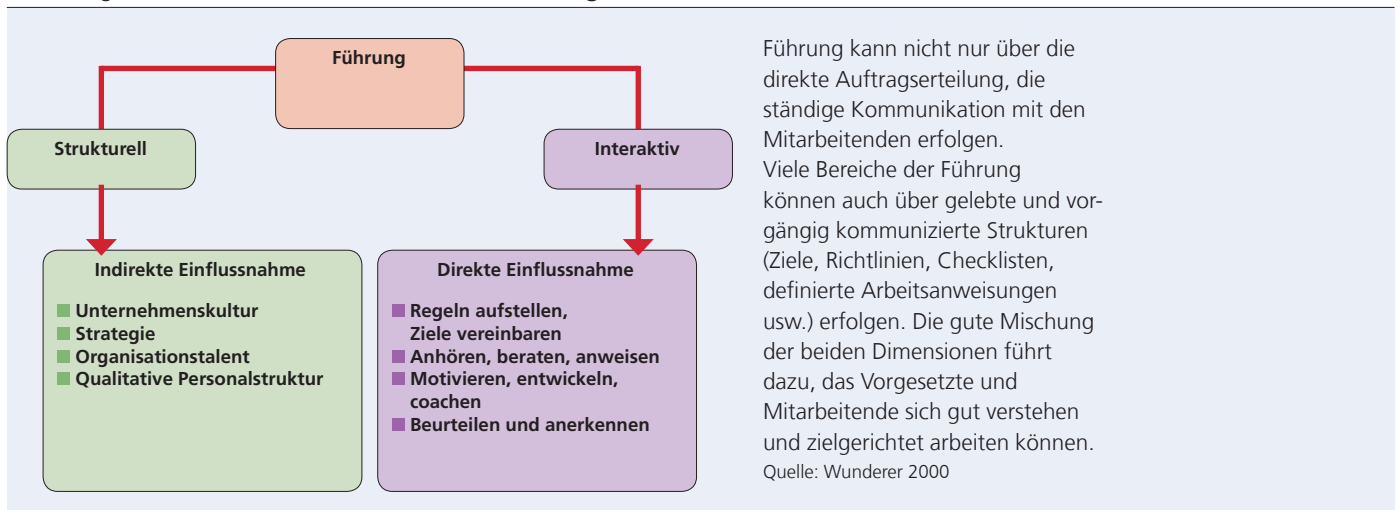 Führung
Strukturell
Interaktiv
Indirekte Einflussnahme
Unternehmenskultur
Strategie
Organisationstalent
Qualitative Personalstruktur
Direkte Einflussnahme
Regeln aufstellen,
Ziele vereinbaren
Anhören, beraten, anweisen
Motivieren, entwickeln,
coachen
Beurteilen und anerkennen
Führung kann nicht nur über die
direkte Auftragserteilung, die
ständige Kommunikation mit den
Mitarbeitenden erfolgen.
Viele Bereiche der Führung
können auch über gelebte und vor-
gängig kommunizierte Strukturen
(Ziele, Richtlinien, Checklisten,
definierte Arbeitsanweisungen
usw.) erfolgen. Die gute Mischung
der beiden Dimensionen führt
dazu, das Vorgesetzte und
Mitarbeitende sich gut verstehen
und zielgerichtet arbeiten können.
Quelle: Wunderer 2000